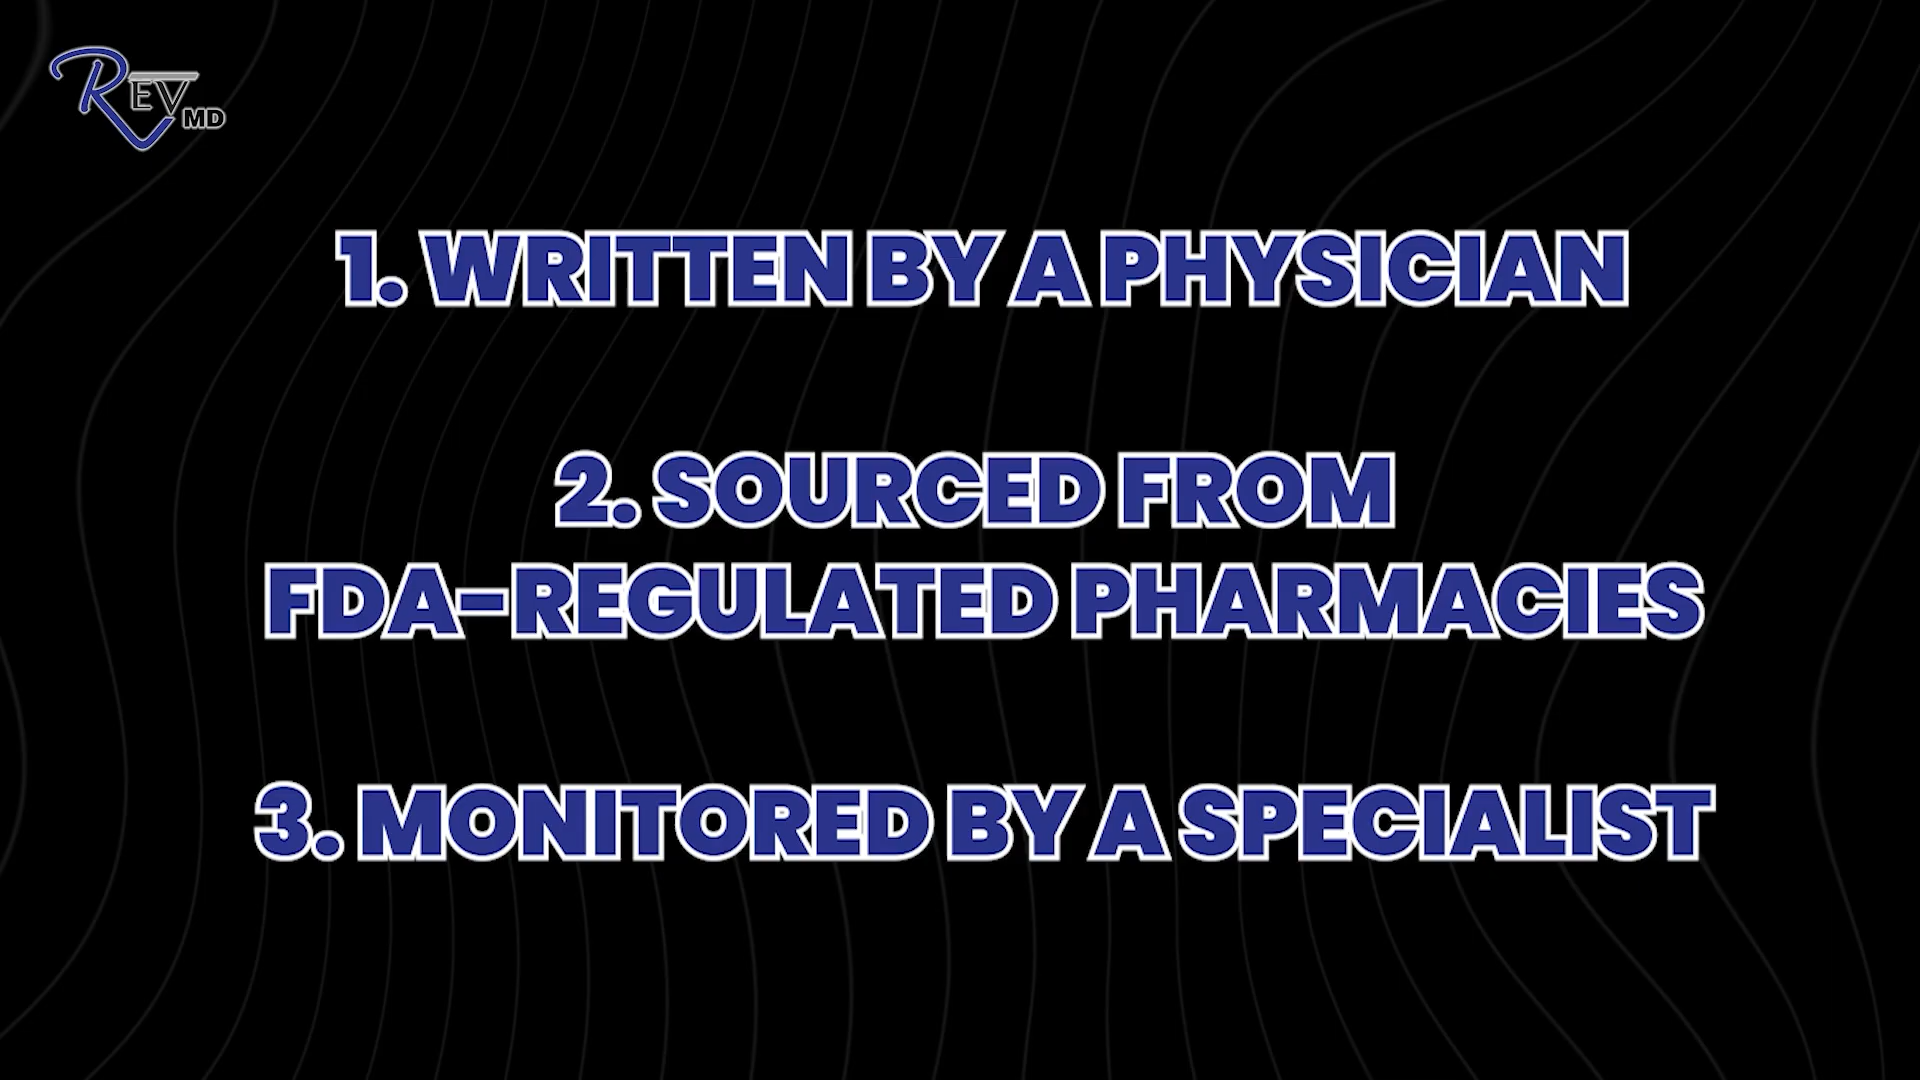 REV MD
1. WRITTEN BY A PHYSICIAN
2. SOURCED FROM
FDA-REGULATED PHARMACIES
3. MONITORED BY A SPECIALIST